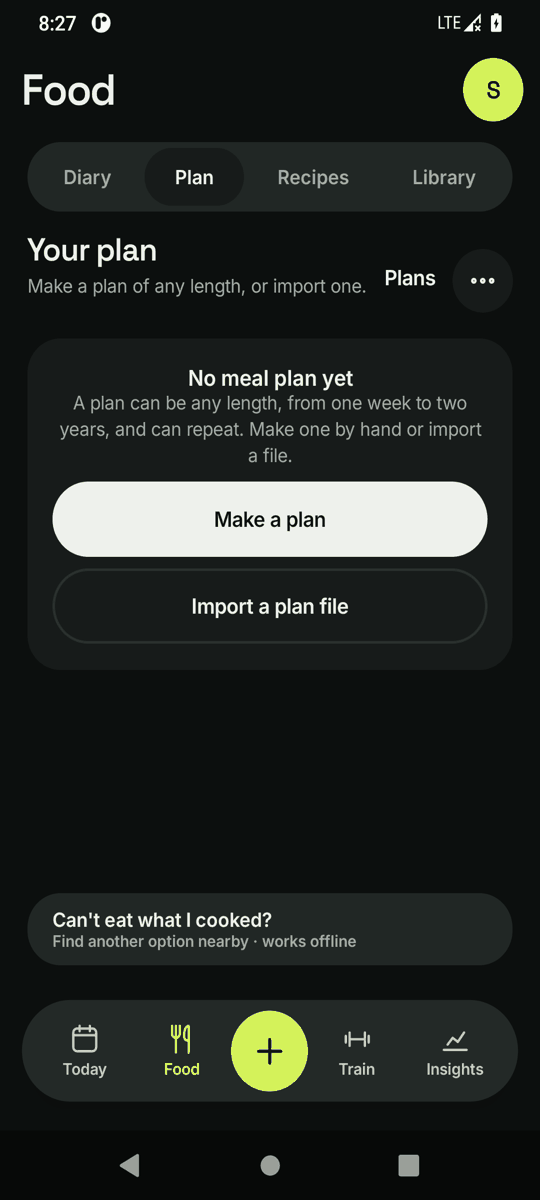 8:27
LTE
Food
S
Diary
Plan
Recipes
Library
Your plan
Make a plan of any length, or import one.
Plans
No meal plan yet
A plan can be any length, from one week to two
years, and can repeat. Make one by hand or import
a file.
Make a plan
Import a plan file
Can't eat what I cooked?
Find another option nearby · works offline
Today
Food
Train
Insights